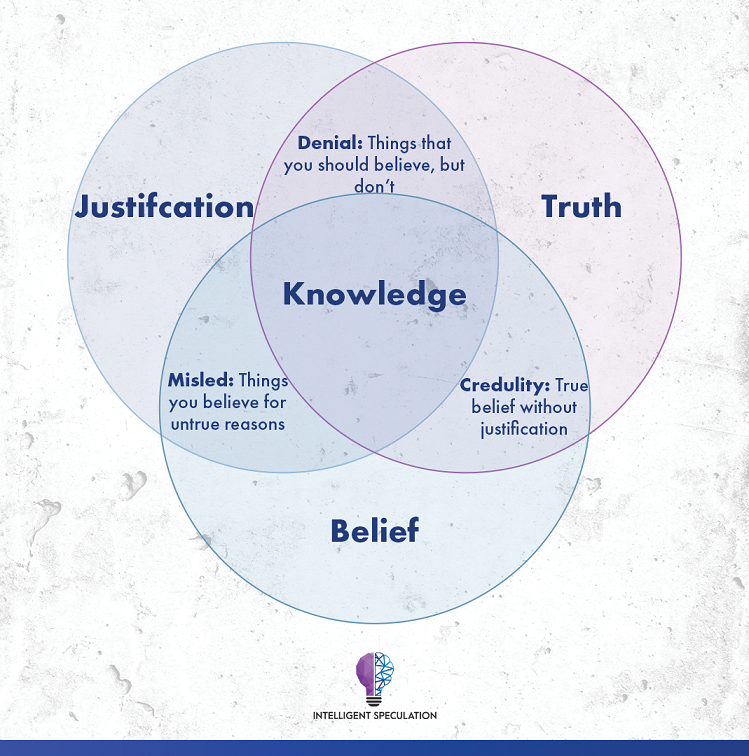 Denial: Things that
you should believe, but
don't
Justifcation
Truth
Knowledge
Misled: Things
you believe for
untrue reasons
Credulity: True
belief without
justification
Belief
INTELLIGENT SPECULATION